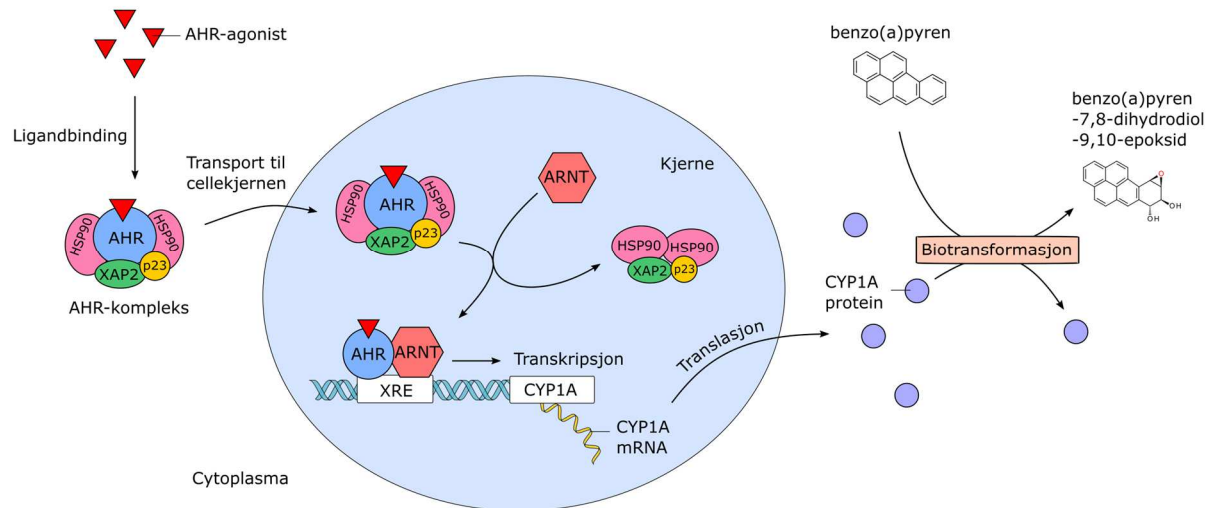 AHR-agonist
Ligandbinding
HSP90
AHR
HSP90
XAP2
p23
AHR-kompleks
Transport til
cellekjernen
HSP90
AHR
HSP90
XAP2
p23
ARNT
Kjerne
HSP90
HSP90
XAP2
p23
AHR
ARNT
XRE
Transkripsjon
CYP1A
CYP1A
mRNA
Translasjon
Cytoplasma
benzo(a)pyren
benzo(a)pyren
-7,8-dihydrodiol
-9,10-epoksid
O
OH
OH
Biotransformasjon
CYP1A
protein